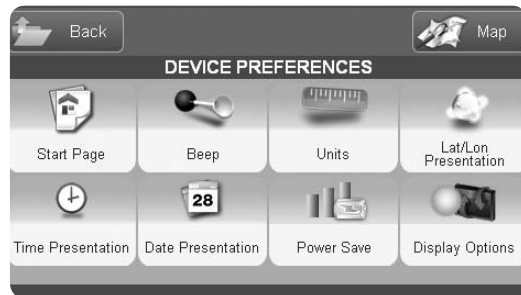 Back
Map
DEVICE PREFERENCES
Start Page
Beep
Units
Lat/Lon
Presentation
28
Time Presentation
Date Presentation
Power Save
Display Options